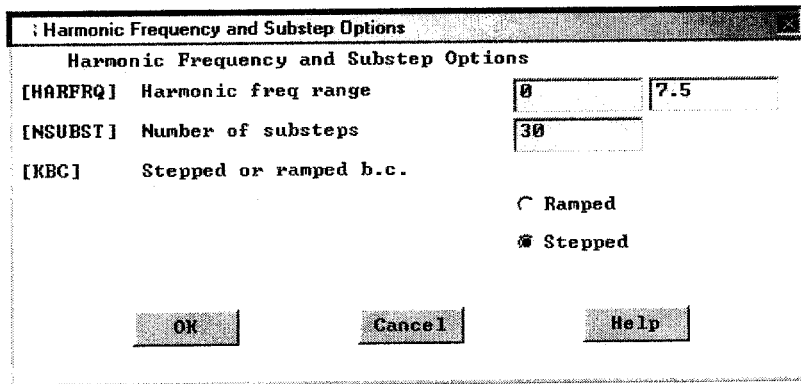 Harmonic Frequency and Substep Options
Harmonic Frequency and Substep Options
[HARFRQ] Harmonic freq range 0 7.5
[NSUBST] Number of substeps 30
[KBC] Stepped or ramped b.c.
Ramped
Stepped
OK Cancel Help